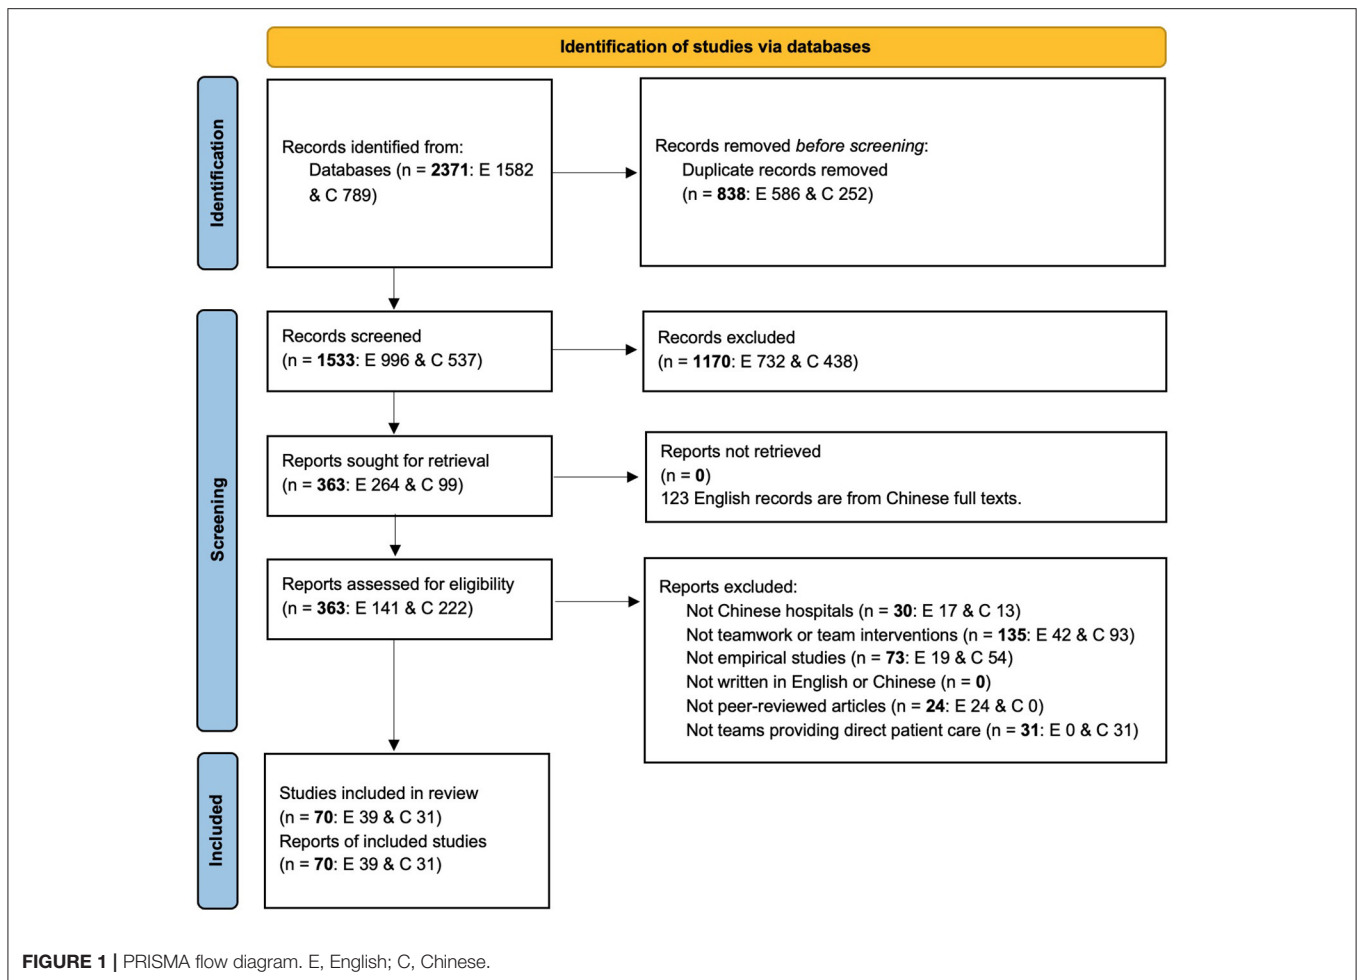 Identification of studies via databases
Identification
Records identified from:
Databases (n = 2371: E 1582
& C 789)
Records removed before screening:
Duplicate records removed
(n = 838: E 586 & C 252)
Screening
Records screened
(n = 1533: E 996 & C 537)
Records excluded
(n = 1170: E 732 & C 438)
Reports sought for retrieval
(n = 363: E 264 & C 99)
Reports not retrieved
(n = 0)
123 English records are from Chinese full texts.
Reports assessed for eligibility
(n = 363: E 141 & C 222)
Reports excluded:
Not Chinese hospitals (n = 30: E 17 & C 13)
Not teamwork or team interventions (n = 135: E 42 & C 93)
Not empirical studies (n = 73: E 19 & C 54)
Not written in English or Chinese (n = 0)
Not peer-reviewed articles (n = 24: E 24 & C 0)
Not teams providing direct patient care (n = 31: E 0 & C 31)
Included
Studies included in review
(n = 70: E 39 & C 31)
Reports of included studies
(n = 70: E 39 & C 31)
FIGURE 1 | PRISMA flow diagram. E, English; C, Chinese.